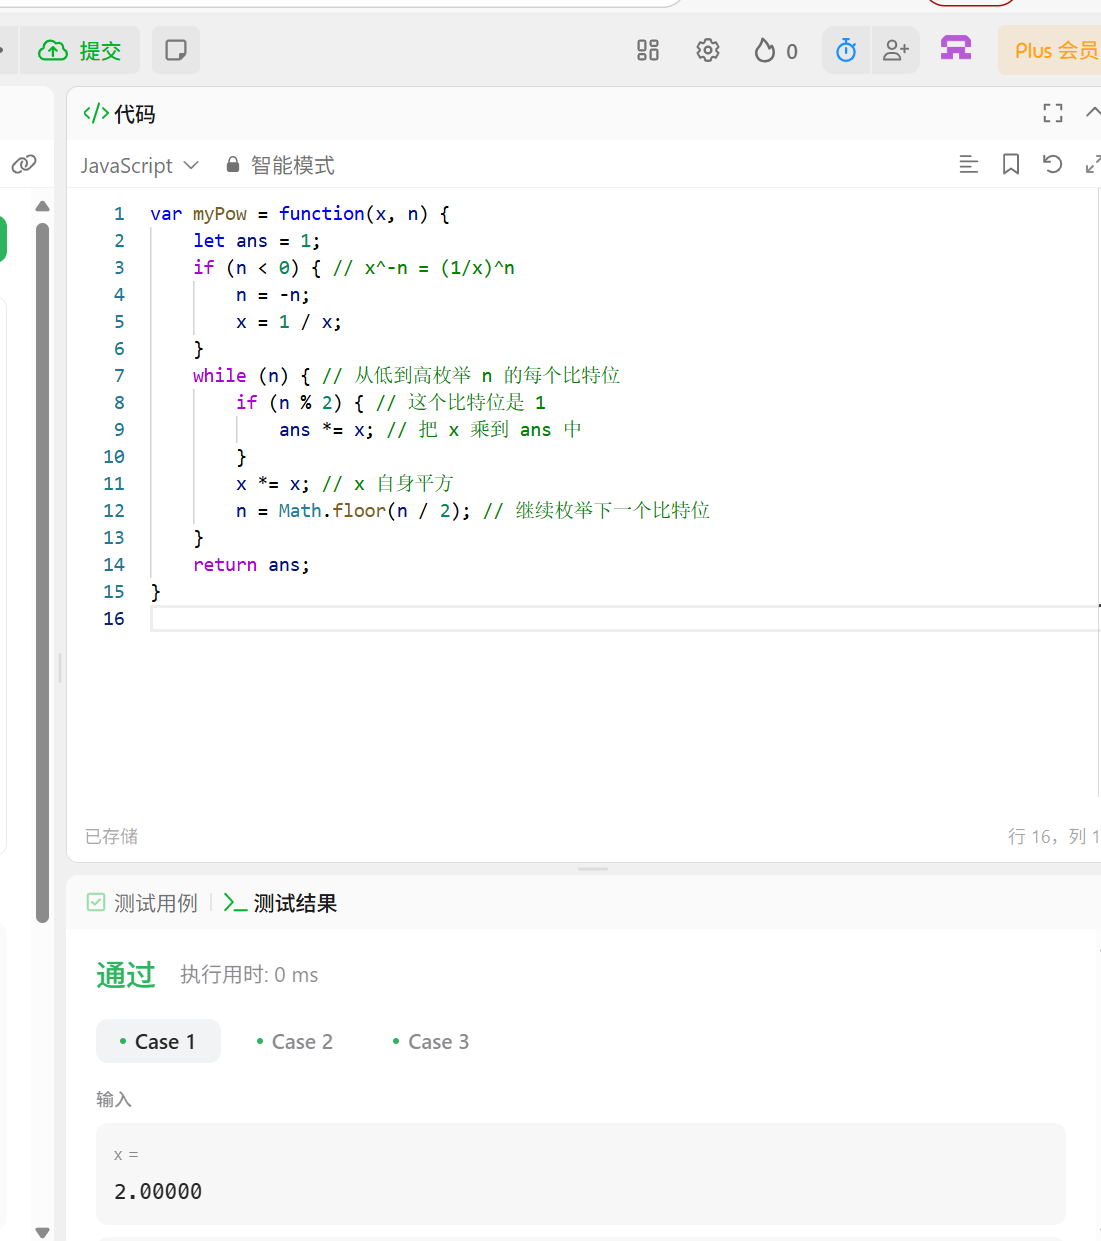 提交
0
Plus 会员
代码
JavaScript
智能模式
1 var myPow = function(x, n) {
2     let ans = 1;
3     if (n < 0) { // x^-n = (1/x)^n
4         n = -n;
5         x = 1 / x;
6     }
7     while (n) { // 从低到高枚举 n 的每个比特位
8         if (n % 2) { // 这个比特位是 1
9             ans *= x; // 把 x 乘到 ans 中
10         }
11         x *= x; // x 自身平方
12         n = Math.floor(n / 2); // 继续枚举下一个比特位
13     }
14     return ans;
15 }
16
已存储
行 16，列 1
测试用例
测试结果
通过
执行用时: 0 ms
Case 1
Case 2
Case 3
输入
x =
2.00000